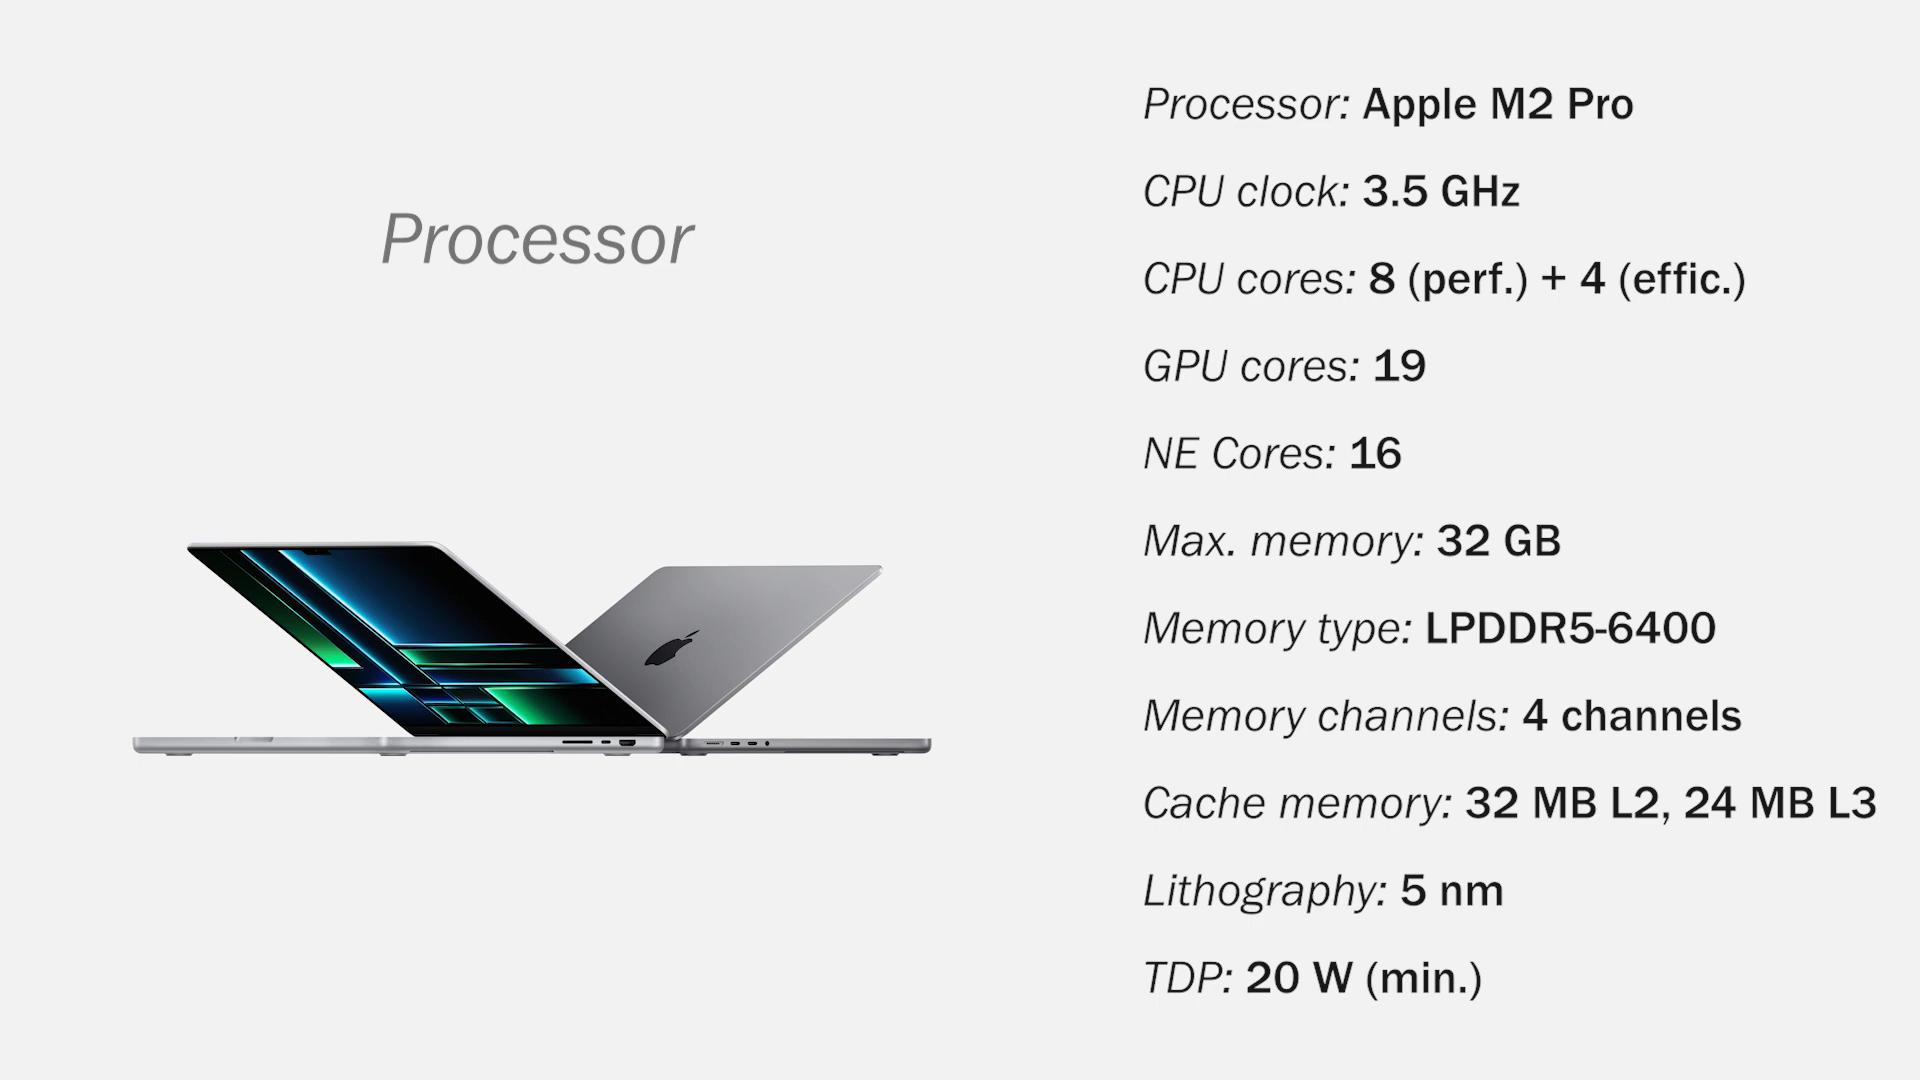 Processor
Processor: Apple M2 Pro
CPU clock: 3.5 GHz
CPU cores: 8 (perf.) + 4 (effic.)
GPU cores: 19
NE Cores: 16
Max. memory: 32 GB
Memory type: LPDDR5-6400
Memory channels: 4 channels
Cache memory: 32 MB L2, 24 MB L3
Lithography: 5 nm
TDP: 20 W (min.)